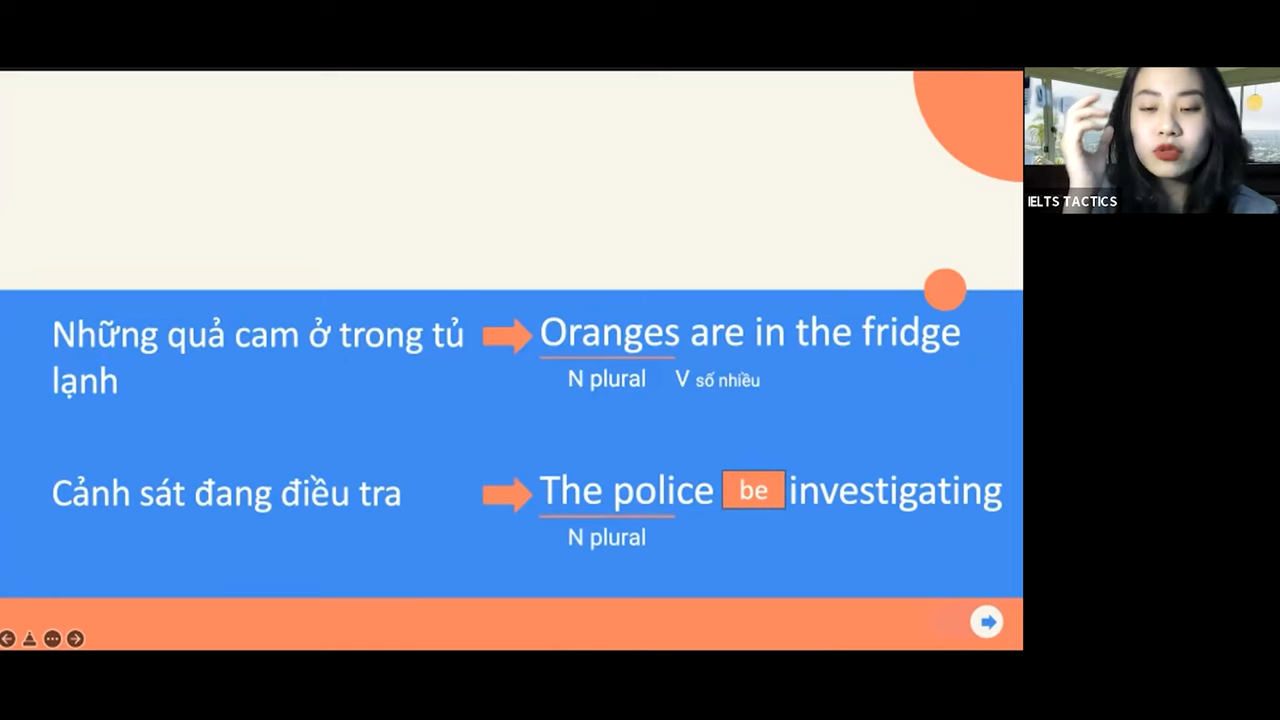 IELTS TACTICS
Những quả cam ở trong tủ
lạnh
Oranges are in the fridge
N plural V số nhiều
Cảnh sát đang điều tra
The police be investigating
N plural